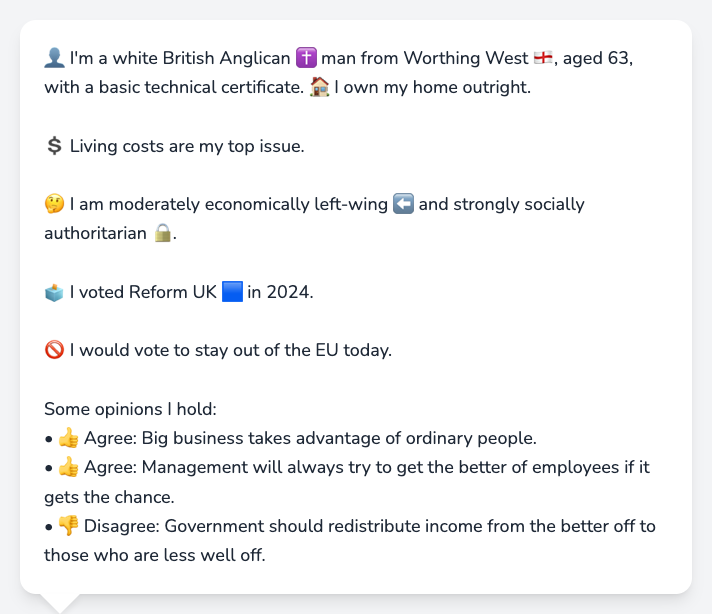 👤 I'm a white British Anglican ✝️ man from Worthing West 🏴󠁧󠁢󠁥󠁮󠁧󠁿, aged 63,
with a basic technical certificate. 🏠 I own my home outright.
💲 Living costs are my top issue.
🤔 I am moderately economically left-wing ⬅️ and strongly socially
authoritarian 🔒.
🗳️ I voted Reform UK 🟦 in 2024.
🚫 I would vote to stay out of the EU today.
Some opinions I hold:
• 👍 Agree: Big business takes advantage of ordinary people.
• 👍 Agree: Management will always try to get the better of employees if it
gets the chance.
• 👎 Disagree: Government should redistribute income from the better off to
those who are less well off.